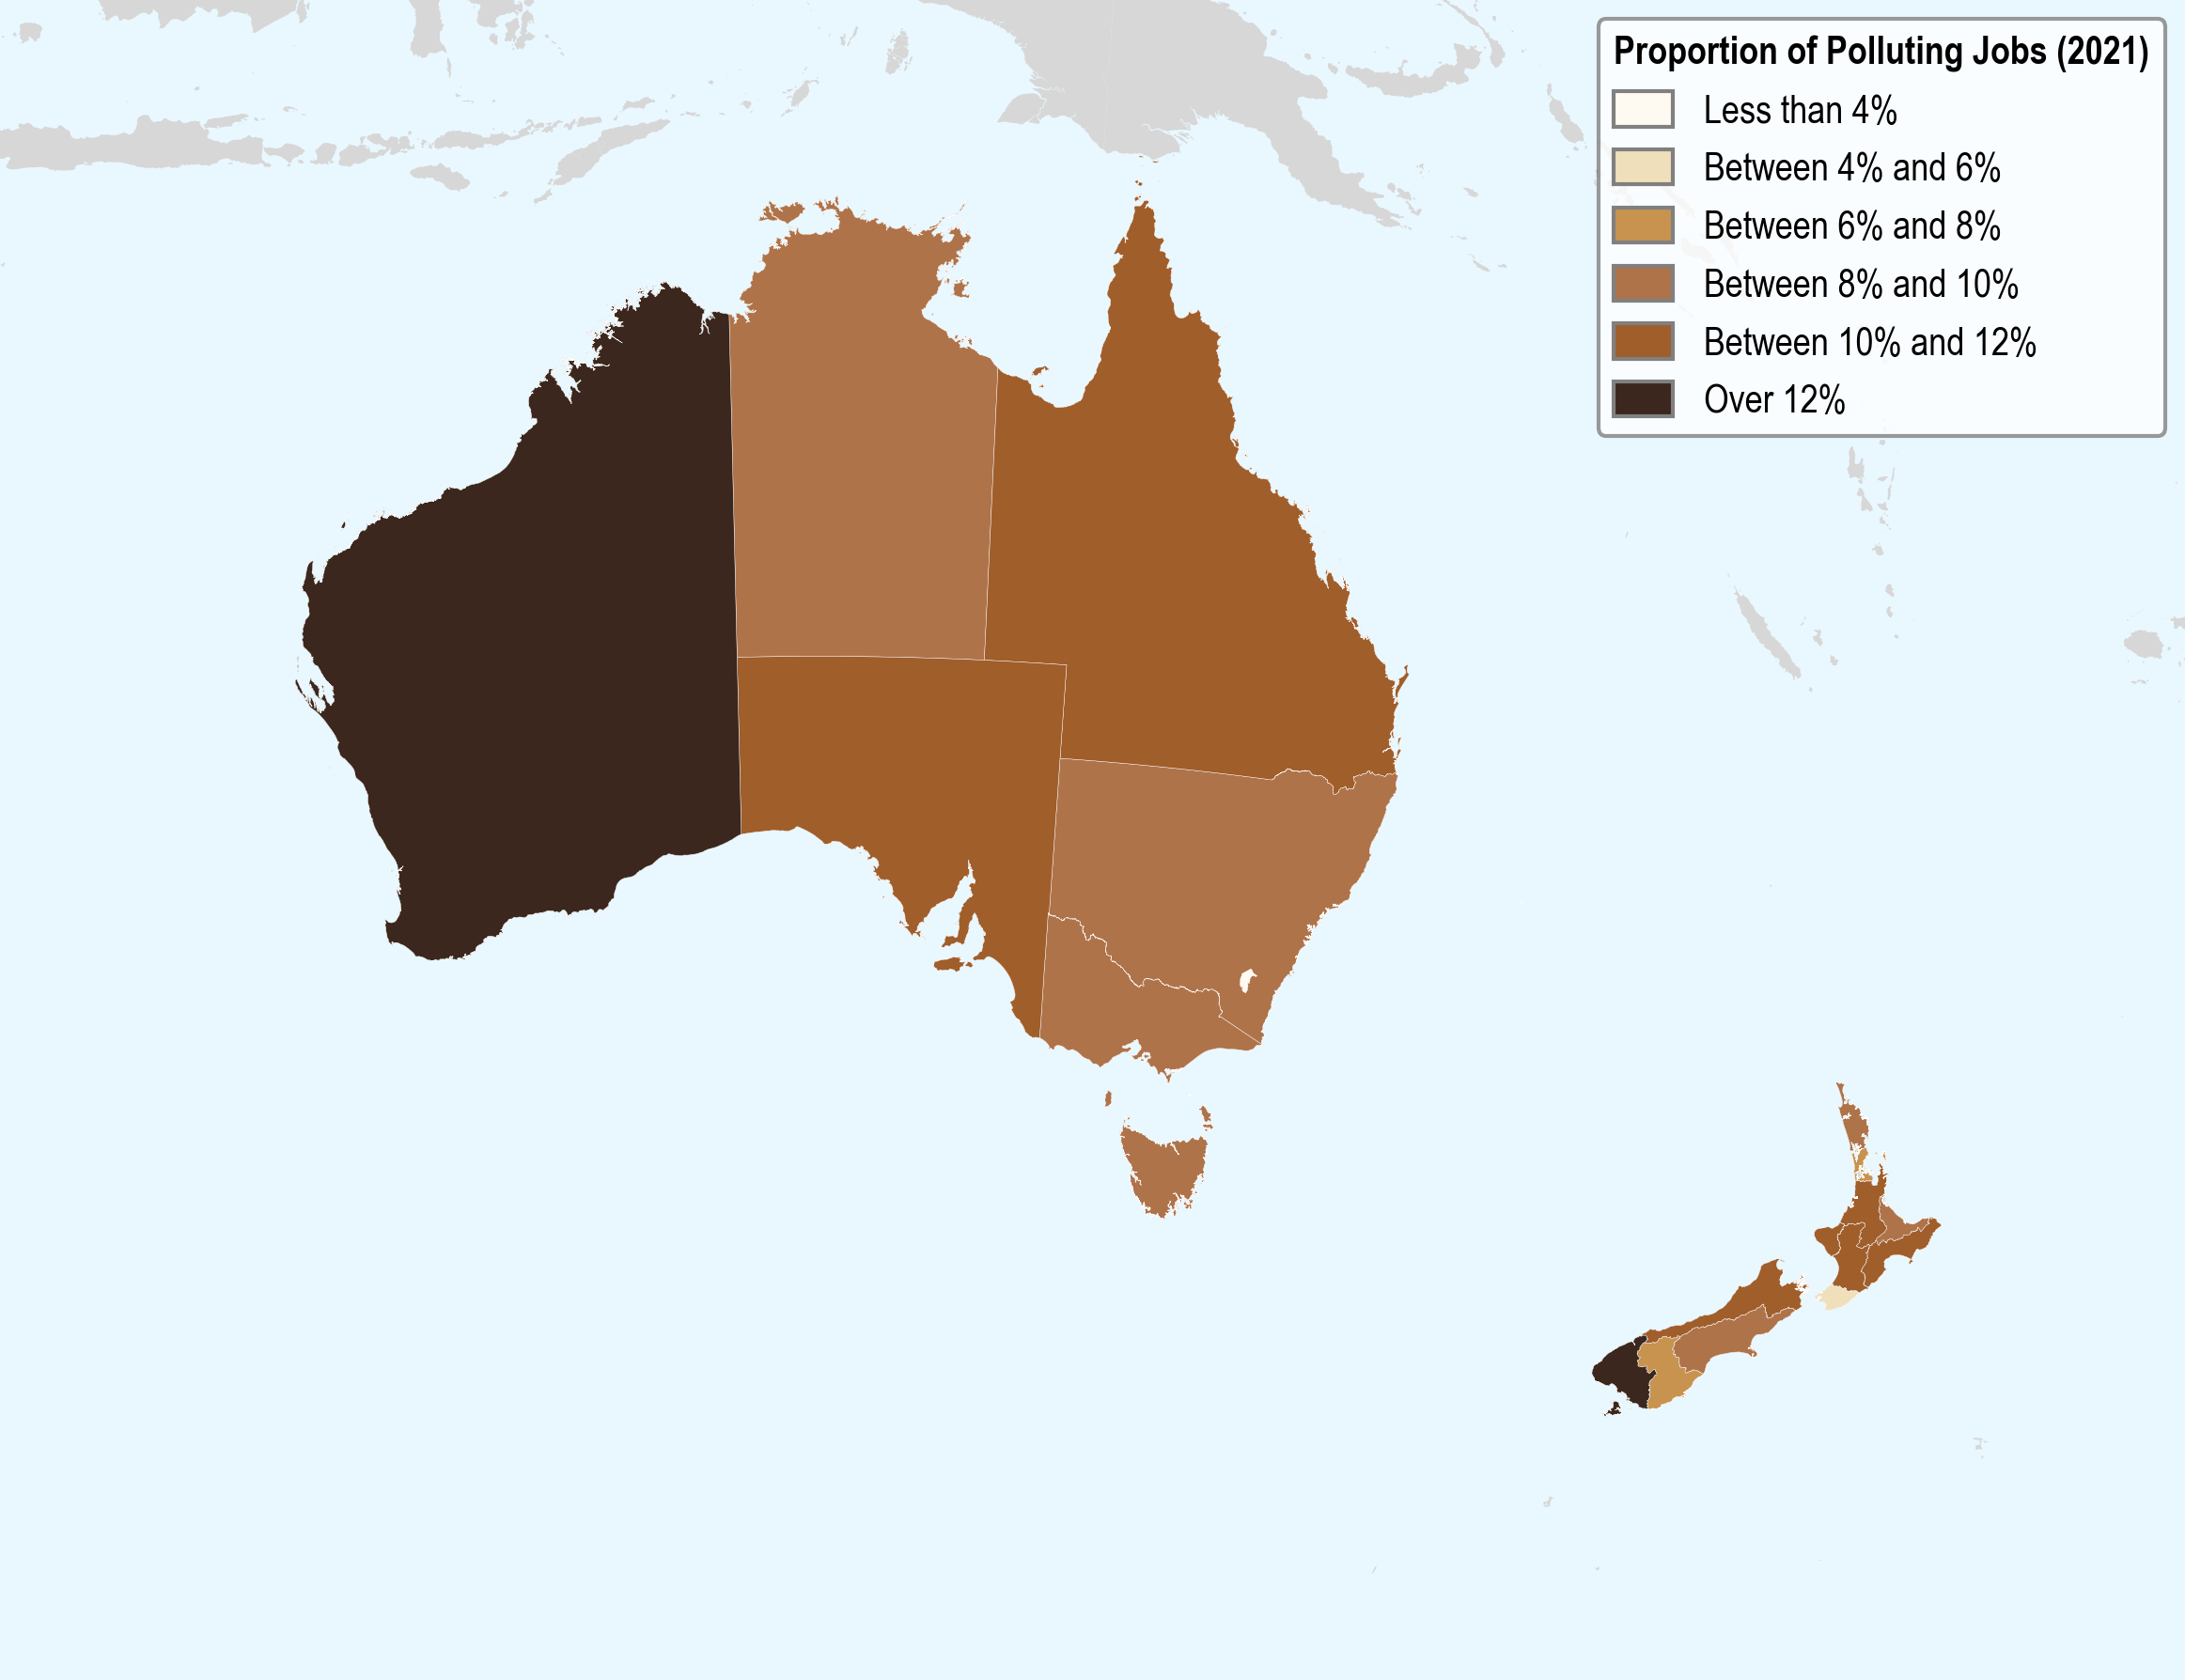 Proportion of Polluting Jobs (2021)
Less than 4%
Between 4% and 6%
Between 6% and 8%
Between 8% and 10%
Between 10% and 12%
Over 12%